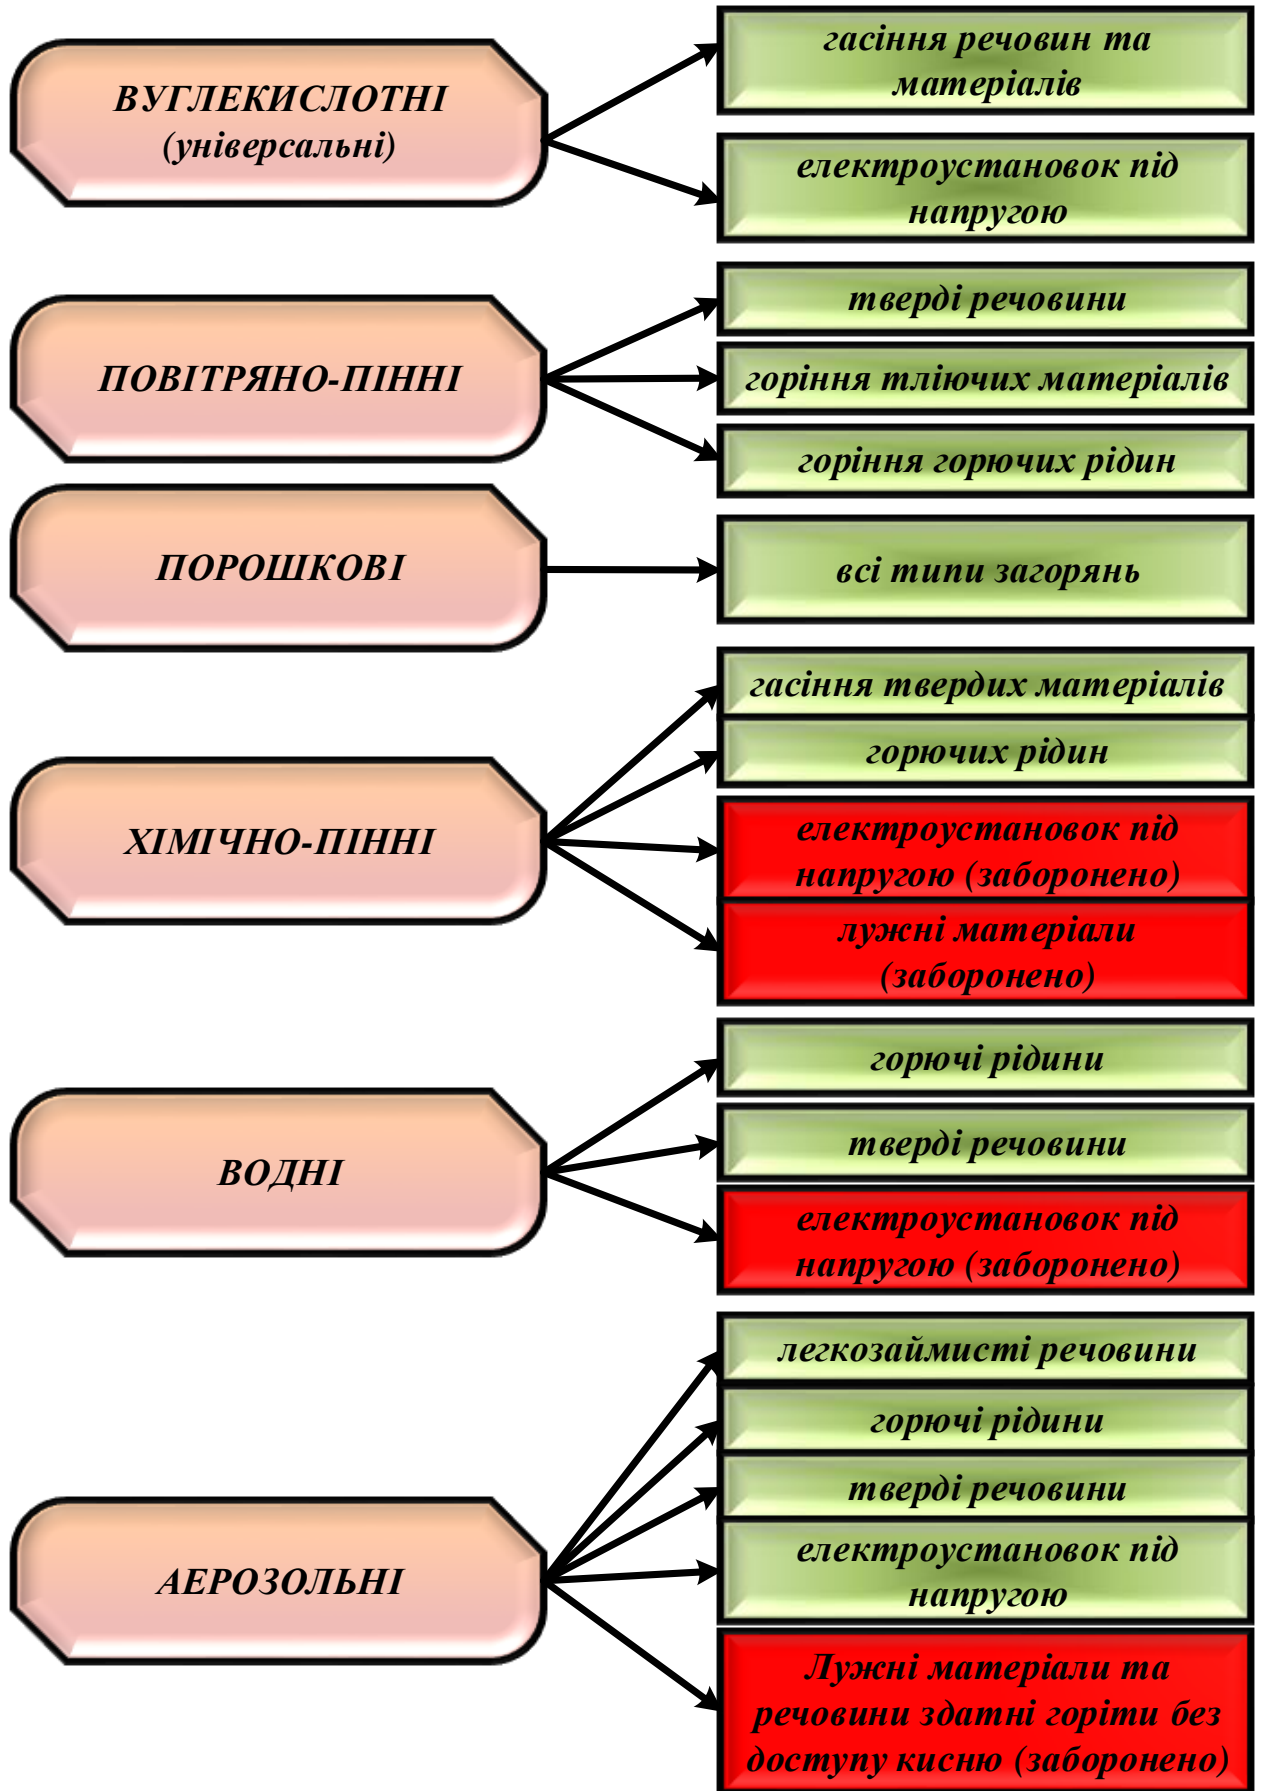 ВУГЛЕКИСЛОТНІ
(універсальні)
гасіння речовин та
матеріалів
електроустановок під
напругою
ПОВІТРЯНО-ПІННІ
тверді речовини
горіння тліючих матеріалів
горіння горючих рідин
ПОРОШКОВІ
всі типи загорянь
ХІМІЧНО-ПІННІ
гасіння твердих матеріалів
горючих рідин
електроустановок під
напругою (заборонено)
лужні матеріали
(заборонено)
ВОДНІ
горючі рідини
тверді речовини
електроустановок під
напругою (заборонено)
АЕРОЗОЛЬНІ
легкозаймисті речовини
горючі рідини
тверді речовини
електроустановок під
напругою
Лужні матеріали та
речовини здатні горіти без
доступу кисню (заборонено)